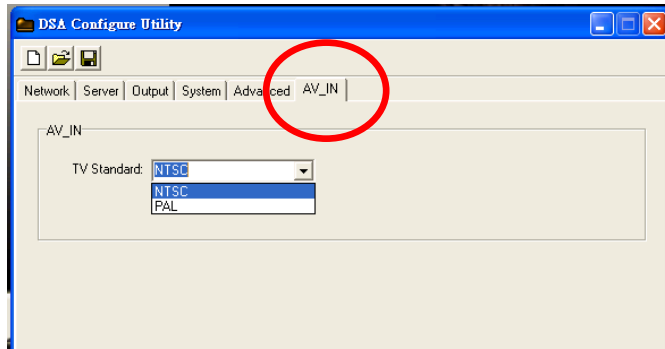 DSA Configure Utility
Network Server Output System Advanced AV_IN
AV_IN
TV Standard: NTSC
NTSC
PAL